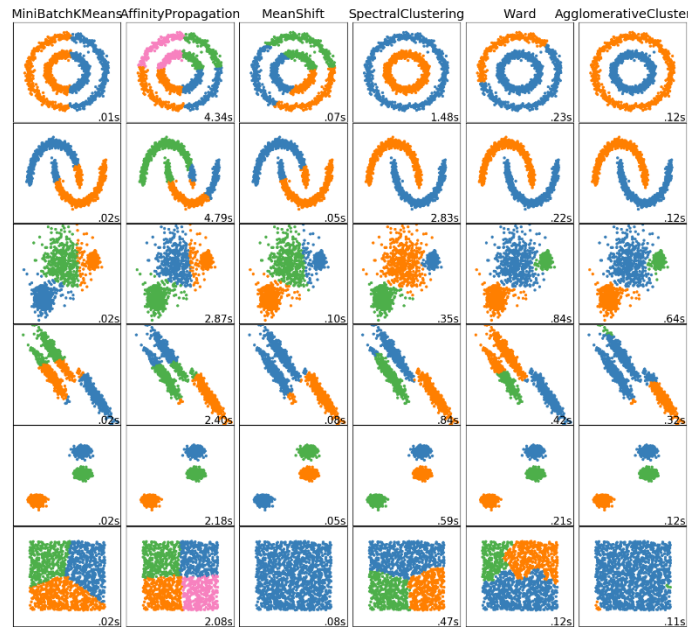 MiniBatchKMeans AffinityPropagation MeanShift SpectralClustering Ward AgglomerativeCluster
.01s 4.34s .07s 1.48s .23s .12s
.02s 4.79s .05s 2.83s .22s .12s
.02s 2.87s .10s .35s .84s .64s
.02s 2.40s .08s .84s .42s .32s
.02s 2.18s .05s .59s .21s .12s
.02s 2.08s .08s .47s .12s .11s